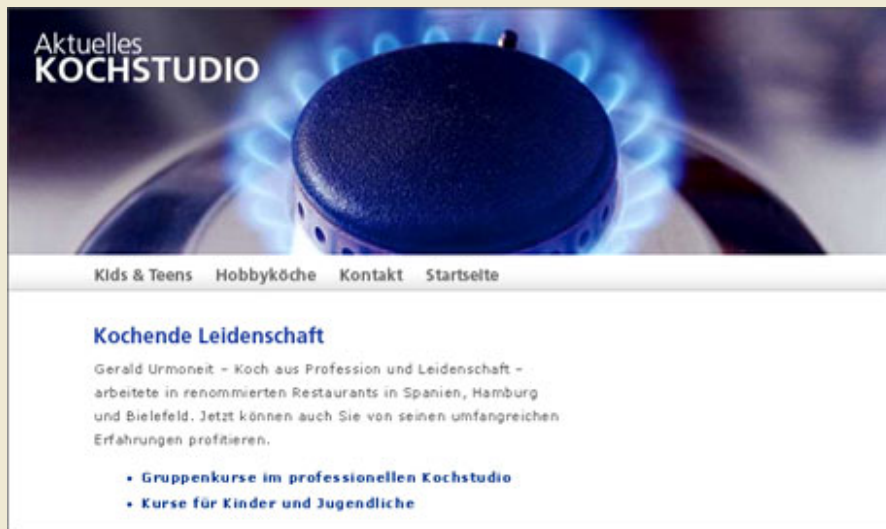 Aktuelles
KOCHSTUDIO
Kids & Teens Hobbyköche Kontakt Startseite
Kochende Leidenschaft
Gerald Urmoneit – Koch aus Profession und Leidenschaft –
arbeitete in renommierten Restaurants in Spanien, Hamburg
und Bielefeld. Jetzt können auch Sie von seinen umfangreichen
Erfahrungen profitieren.
• Gruppenkurse im professionellen Kochstudio
• Kurse für Kinder und Jugendliche